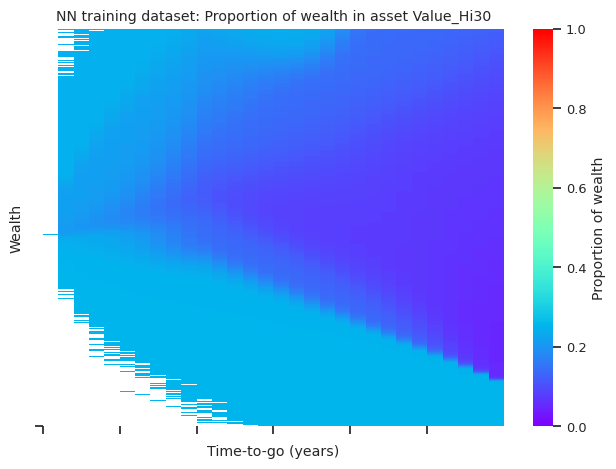 NN training dataset: Proportion of wealth in asset Value_Hi30
1.0
0.8
0.6
0.4
0.2
0.0
Proportion of wealth
Wealth
Time-to-go (years)